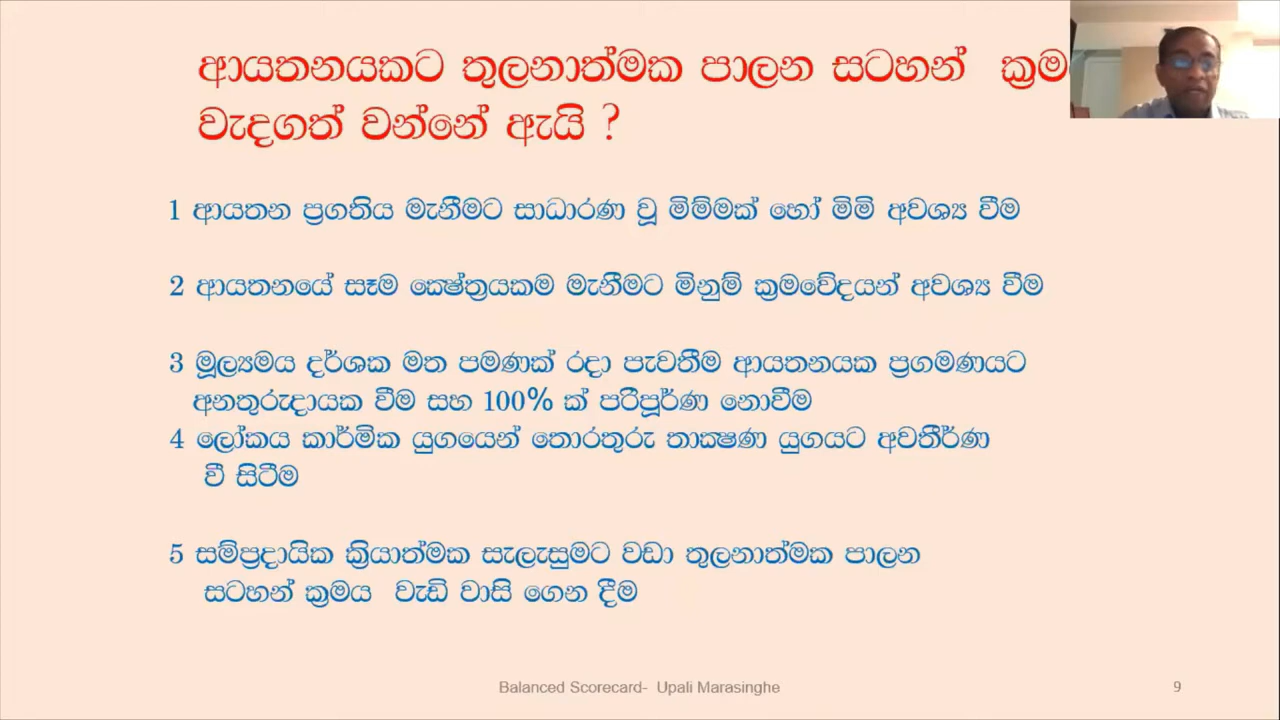 ආයතනයකට තුලනාත්මක පාලන සටහන් ක්‍රම
වැදගත් වන්නේ ඇයි ?
1 ආයතන ප්‍රගතිය මැනීමට සාධාරණ වූ මිම්මක් හෝ මිමි අවශ්‍ය වීම
2 ආයතනයේ සෑම ක්‍ෂේත්‍රයකම මැනීමට මිනුම් ක්‍රමවේදයන් අවශ්‍ය වීම
3 මූල්‍යමය දර්ශක මත පමණක් රඳා පැවතීම ආයතනයක ප්‍රගමණයට
අනතුරුදායක වීම සහ 100% ක් පරිපූර්ණ නොවීම
4 ලෝකය කාර්මික යුගයෙන් තොරතුරු තාක්‍ෂණ යුගයට අවතීර්ණ
වී සිටීම
5 සම්ප්‍රදායික ක්‍රියාත්මක සැලැසුමට වඩා තුලනාත්මක පාලන
සටහන් ක්‍රමය වැඩි වාසි ගෙන දීම
Balanced Scorecard- Upali Marasinghe
9